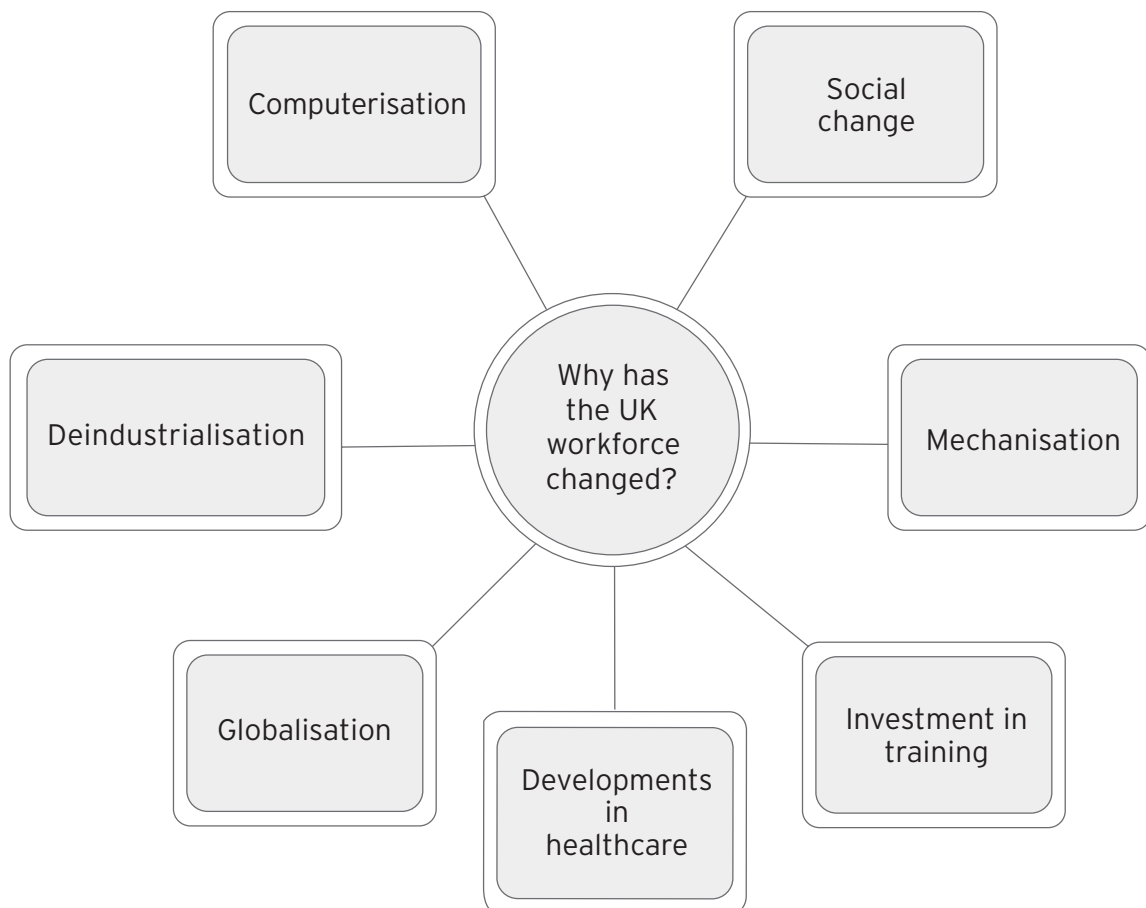 Computerisation
Social
change
Deindustrialisation
Why has
the UK
workforce
changed?
Mechanisation
Globalisation
Developments
in
healthcare
Investment in
training